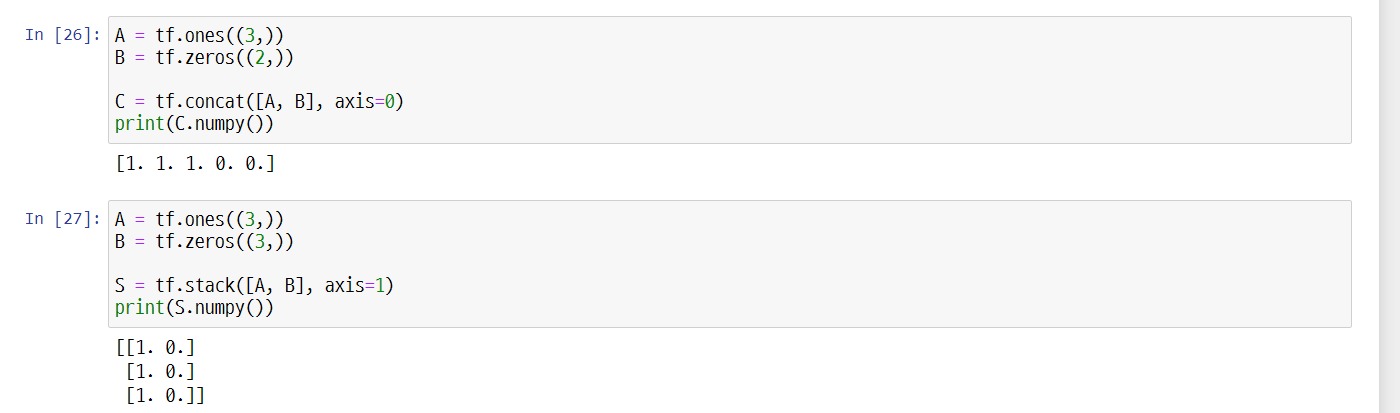 In [26]: A = tf.ones((3,))
B = tf.zeros((2,))
C = tf.concat([A, B], axis=0)
print(C.numpy())
[1. 1. 1. 0. 0.]
In [27]: A = tf.ones((3,))
B = tf.zeros((3,))
S = tf.stack([A, B], axis=1)
print(S.numpy())
[[1. 0.]
[1. 0.]
[1. 0.]]